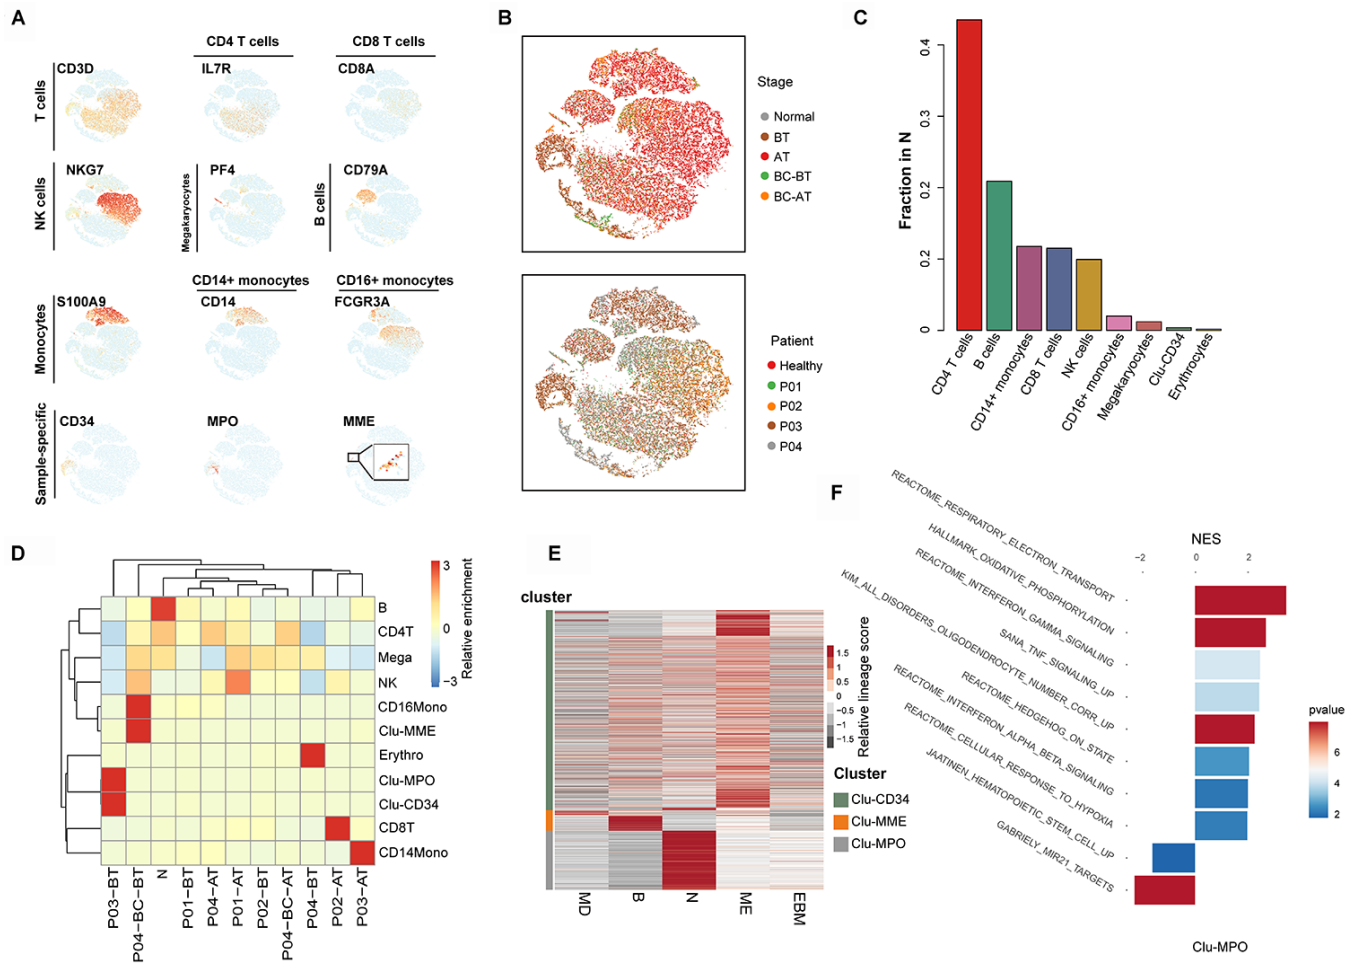 A
CD4 T cells
CD8 T cells
T cells
CD3D
IL7R
CD8A
NK cells
NKG7
Megakaryocytes
PF4
B cells
CD79A
CD14+ monocytes
CD16+ monocytes
Monocytes
S100A9
CD14
FCGR3A
Sample-specific
CD34
MPO
MME
B
Stage
Normal
BT
AT
BC-BT
BC-AT
Patient
Healthy
P01
P02
P03
P04
C
Fraction in N
0.4
0.3
0.2
0.2
0
CD4 T cells
B cells
CD14+ monocytes
CD8 T cells
NK cells
CD16+ monocytes
Megakaryocytes
Clu-CD34
Erythrocytes
D
3
−3
Relative enrichment
B
CD4T
Mega
NK
CD16Mono
Clu-MME
Erythro
Clu-MPO
Clu-CD34
CD8T
CD14Mono
P03−BT
P04−BC−BT
N
P01−BT
P04−AT
P01−AT
P02−BT
P04−BC−AT
P04−BT
P02−AT
P03−AT
E
cluster
1.5
1
0.5
0
−0.5
−1
−1.5
Relative lineage score
Cluster
Clu-CD34
Clu-MME
Clu-MPO
MD
B
N
ME
EBM
F
NES
−2
0
2
REACTOME_RESPIRATORY_ELECTRON_TRANSPORT
HALLMARK_OXIDATIVE_PHOSPHORYLATION
REACTOME_INTERFERON_GAMMA_SIGNALING
SANA_TNF_SIGNALING_UP
KIM_ALL_DISORDERS_OLIGODENDROCYTE_NUMBER_CORR_UP
REACTOME_HEDGEHOG_ON_STATE
REACTOME_INTERFERON_ALPHA_BETA_SIGNALING
REACTOME_CELLULAR_RESPONSE_TO_HYPOXIA
JAATINEN_HEMATOPOIETIC_STEM_CELL_UP
GABRIELY_MIR21_TARGETS
pvalue
6
4
2
Clu-MPO